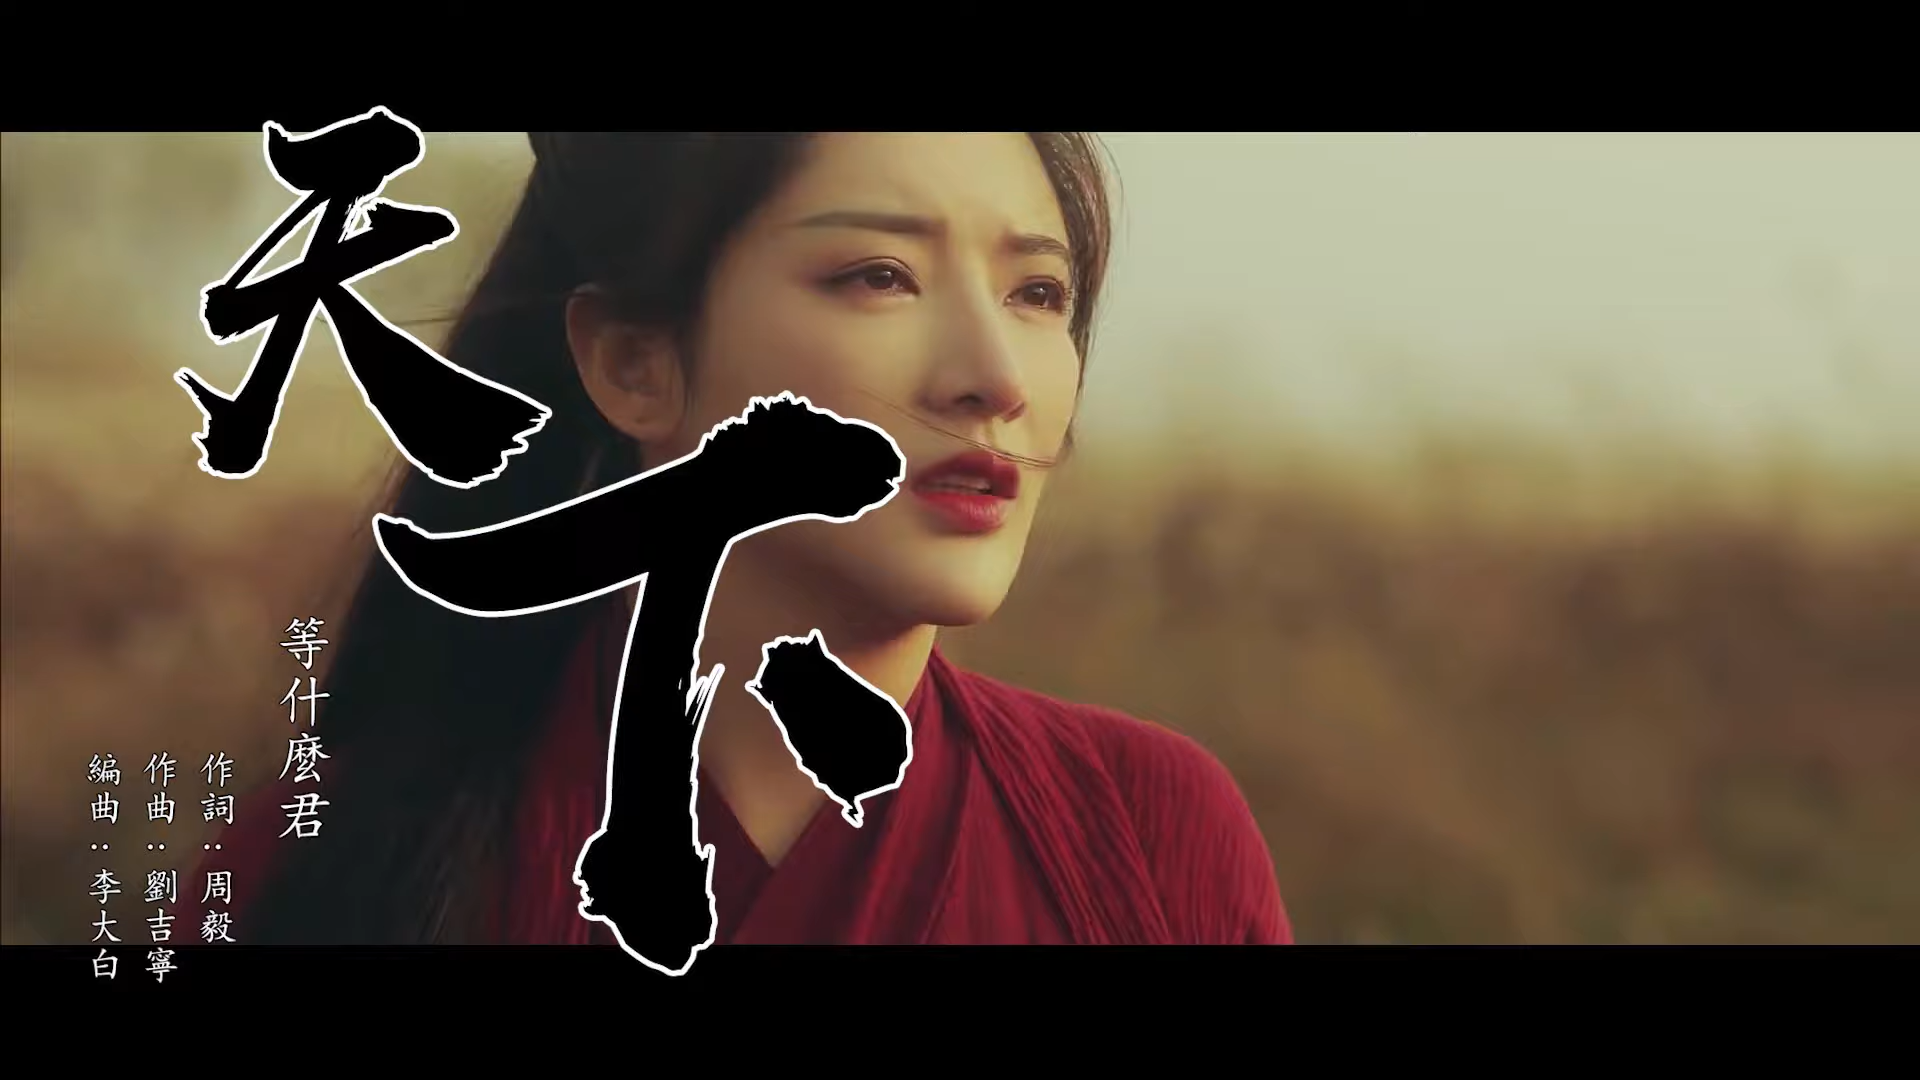 天下
等什麼君
作詞：周毅
作曲：劉吉寧
編曲：李大白